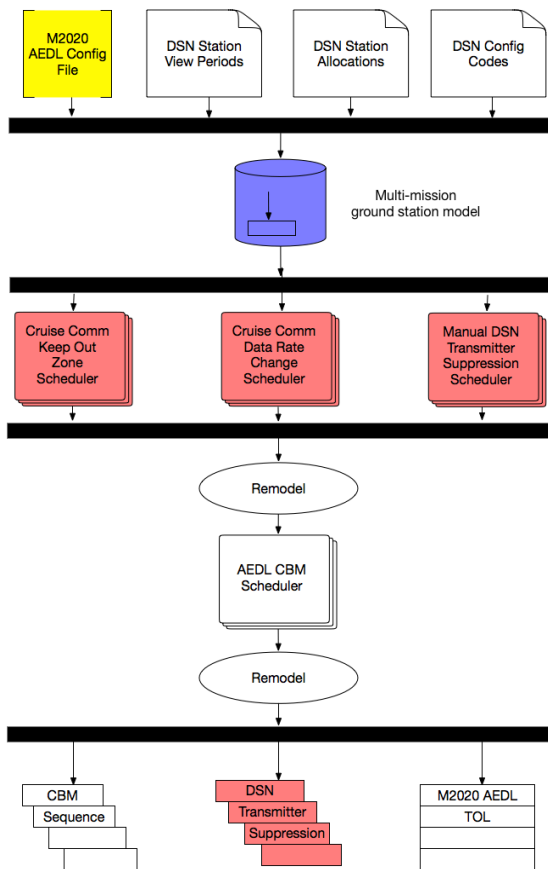 M2020
AEDL Config
File
DSN Station
View Periods
DSN Station
Allocations
DSN Config
Codes
Multi-mission
ground station model
Cruise Comm
Keep Out
Zone
Scheduler
Cruise Comm
Data Rate
Change
Scheduler
Manual DSN
Transmitter
Suppression
Scheduler
Remodel
AEDL CBM
Scheduler
Remodel
CBM
Sequence
DSN
Transmitter
Suppression
M2020 AEDL
TOL